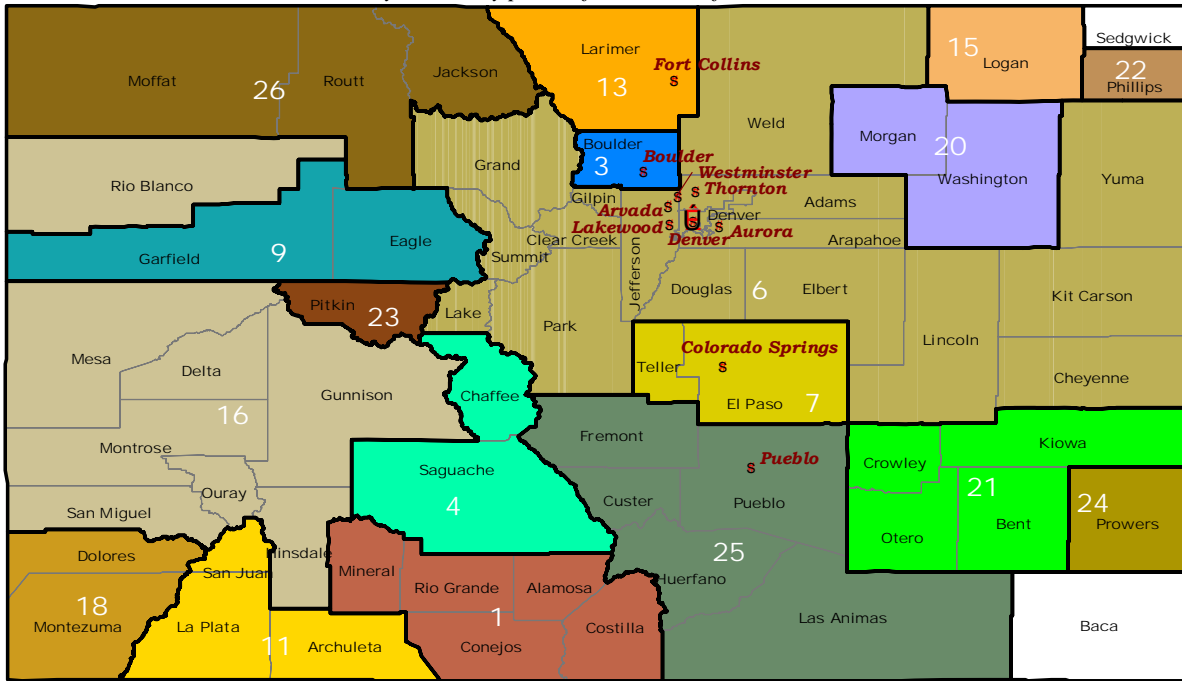 Sedgwick
15
Logan
Larimer
Moffat
Routt
Jackson
Fort Collins
22
Phillips
26
13
Weld
Morgan
20
Washington
Boulder
Boulder
3
Grand
Westminster
Thornton
Yuma
Rio Blanco
Gilpin
Arvada
Denver
Adams
Lakewood
Aurora
Denver
Clear Creek
Arapahoe
Eagle
Summit
Garfield
9
Jefferson
Douglas
6
Elbert
Kit Carson
Pitkin
23
Lake
Park
Lincoln
Mesa
Delta
Colorado Springs
Teller
Cheyenne
Gunnison
Chaffee
El Paso
7
16
Montrose
Fremont
Kiowa
Crowley
Saguache
Pueblo
Ouray
Custer
Pueblo
21
San Miguel
4
24
Bent
Prowers
Otero
Dolores
Hinsdale
25
San Juan
Mineral
Rio Grande
Alamosa
Huerfano
18
Montezuma
La Plata
1
Costilla
Las Animas
Baca
11
Archuleta
Conejos